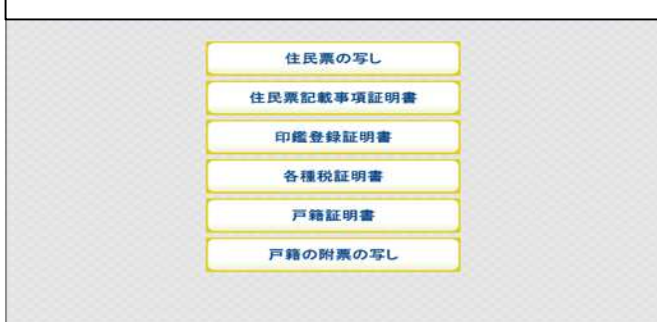 住民票の写し
住民票記載事項証明書
印鑑登録証明書
各種税証明書
戸籍証明書
戸籍の附票の写し